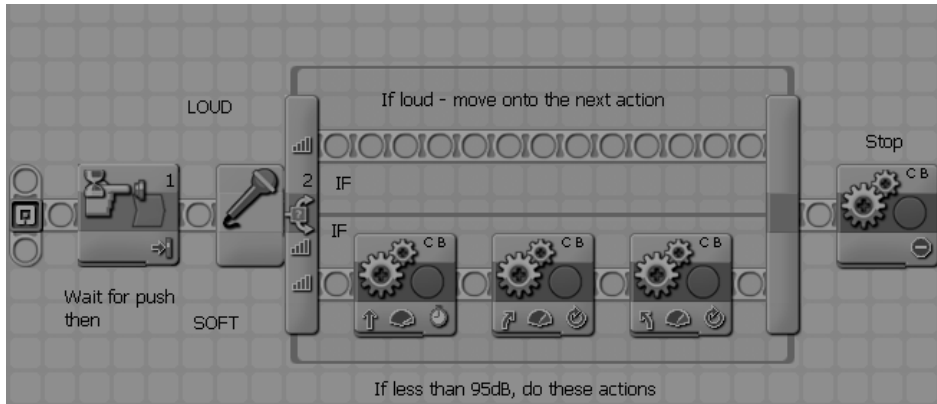 If loud - move onto the next action
LOUD
Stop
1
2
IF
C B
IF
C B
C B
C B
Wait for push
then
SOFT
If less than 95dB, do these actions